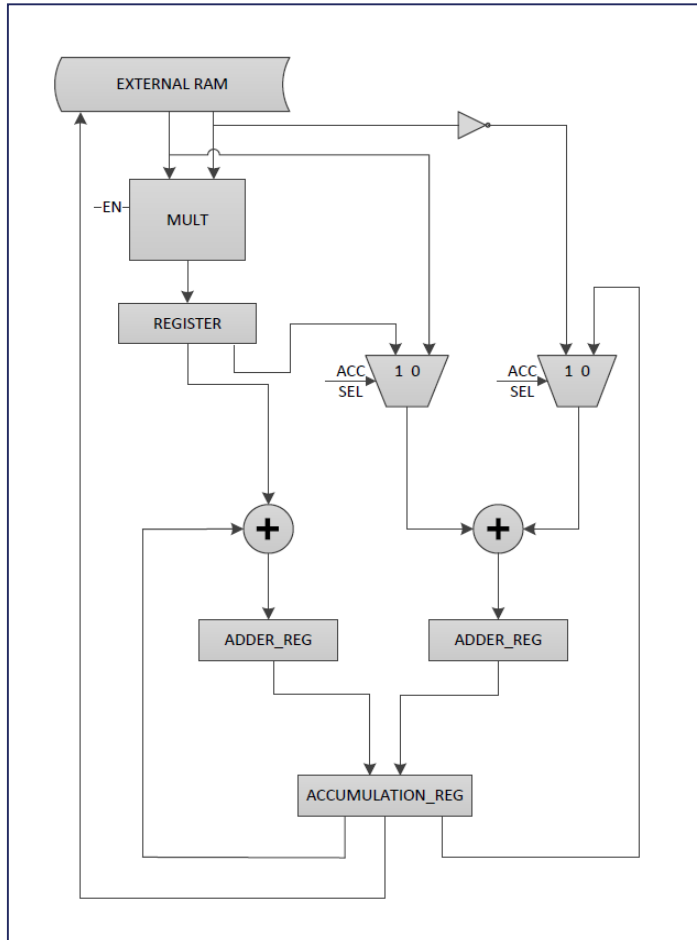 EXTERNAL RAM
EN
MULT
REGISTER
ACC
SEL
1 0
ACC
SEL
1 0
+
+
ADDER_REG
ADDER_REG
ACCUMULATION_REG